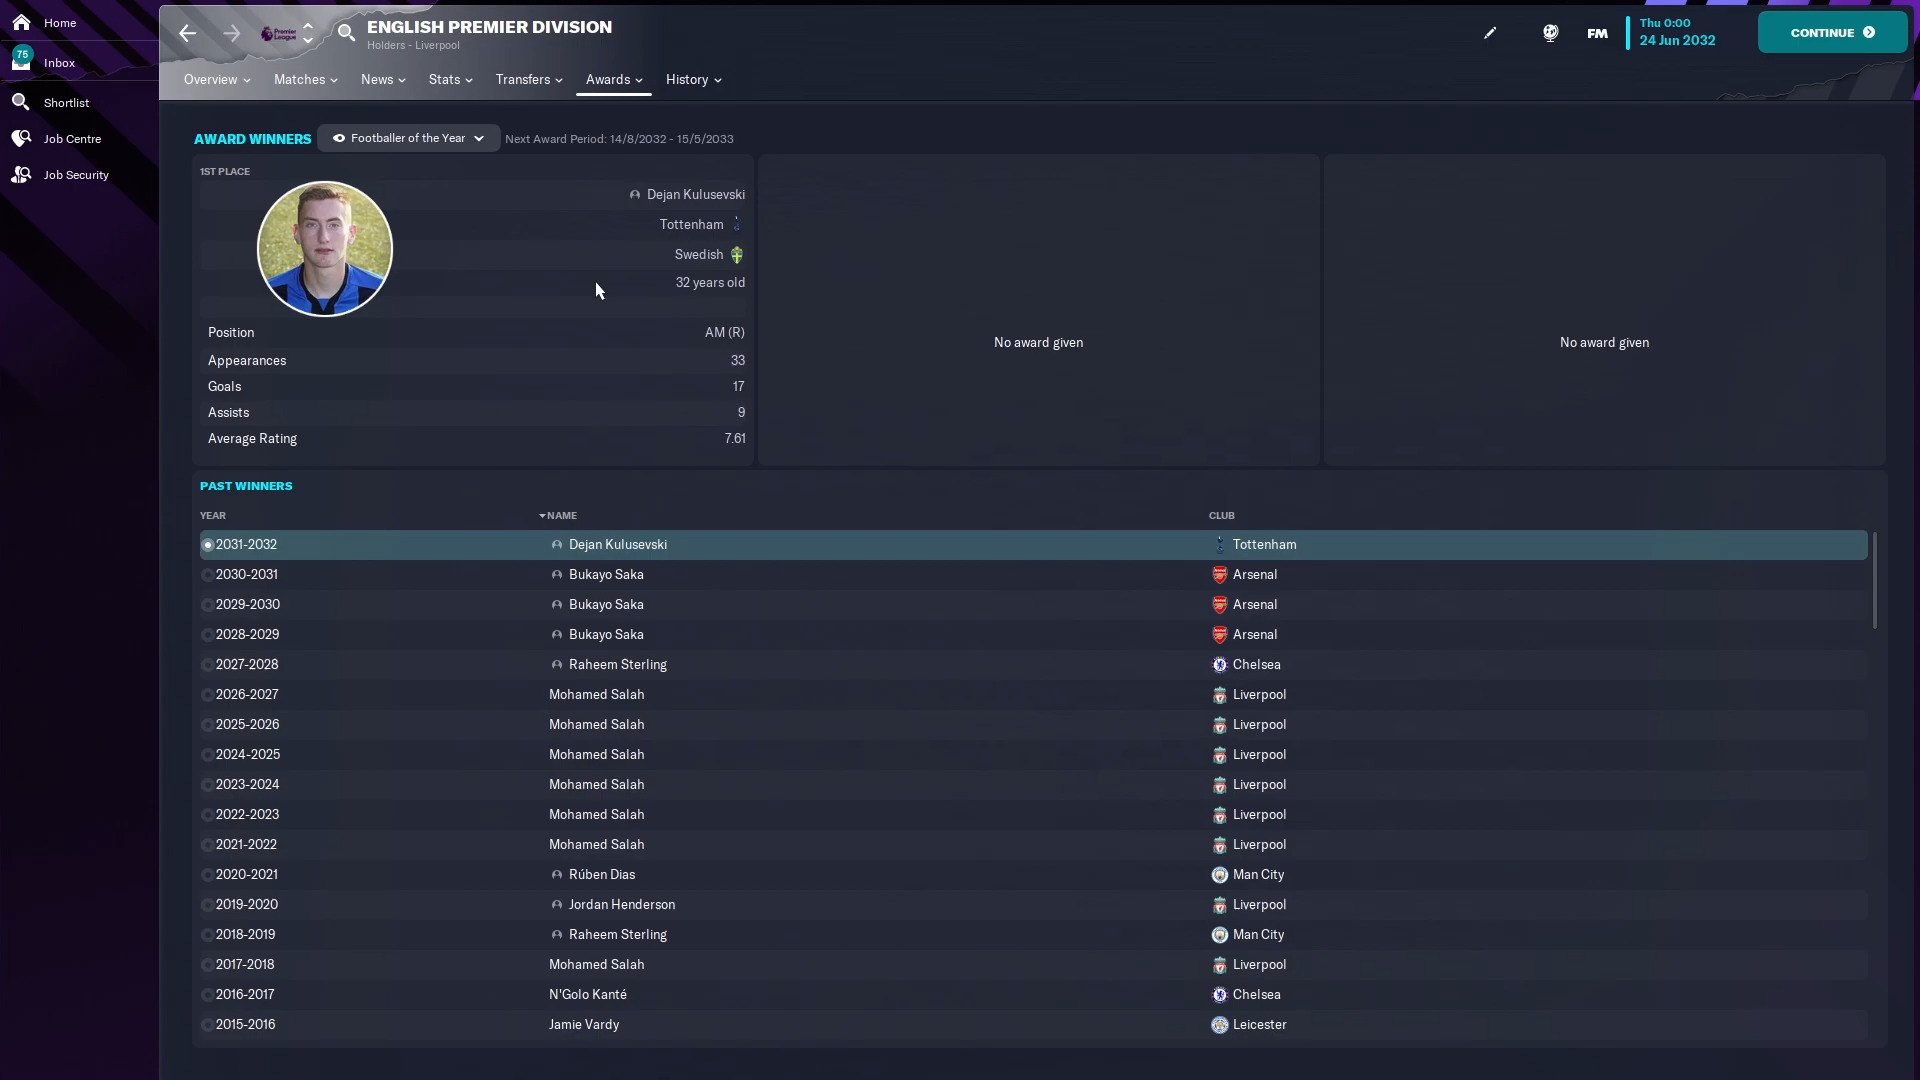 Home
75
Inbox
Shortlist
Job Centre
Job Security
Premier League
ENGLISH PREMIER DIVISION
Holders - Liverpool
FM
Thu 0:00
24 Jun 2032
CONTINUE
Overview Matches News Stats Transfers Awards History
AWARD WINNERS Footballer of the Year Next Award Period: 14/8/2032 - 15/5/2033
1ST PLACE
Dejan Kulusevski
Tottenham
Swedish
32 years old
Position AM (R)
Appearances 33
Goals 17
Assists 9
Average Rating 7.61
No award given
No award given
PAST WINNERS
YEAR NAME CLUB
2031-2032 Dejan Kulusevski Tottenham
2030-2031 Bukayo Saka Arsenal
2029-2030 Bukayo Saka Arsenal
2028-2029 Bukayo Saka Arsenal
2027-2028 Raheem Sterling Chelsea
2026-2027 Mohamed Salah Liverpool
2025-2026 Mohamed Salah Liverpool
2024-2025 Mohamed Salah Liverpool
2023-2024 Mohamed Salah Liverpool
2022-2023 Mohamed Salah Liverpool
2021-2022 Mohamed Salah Liverpool
2020-2021 Rúben Dias Man City
2019-2020 Jordan Henderson Liverpool
2018-2019 Raheem Sterling Man City
2017-2018 Mohamed Salah Liverpool
2016-2017 N'Golo Kanté Chelsea
2015-2016 Jamie Vardy Leicester